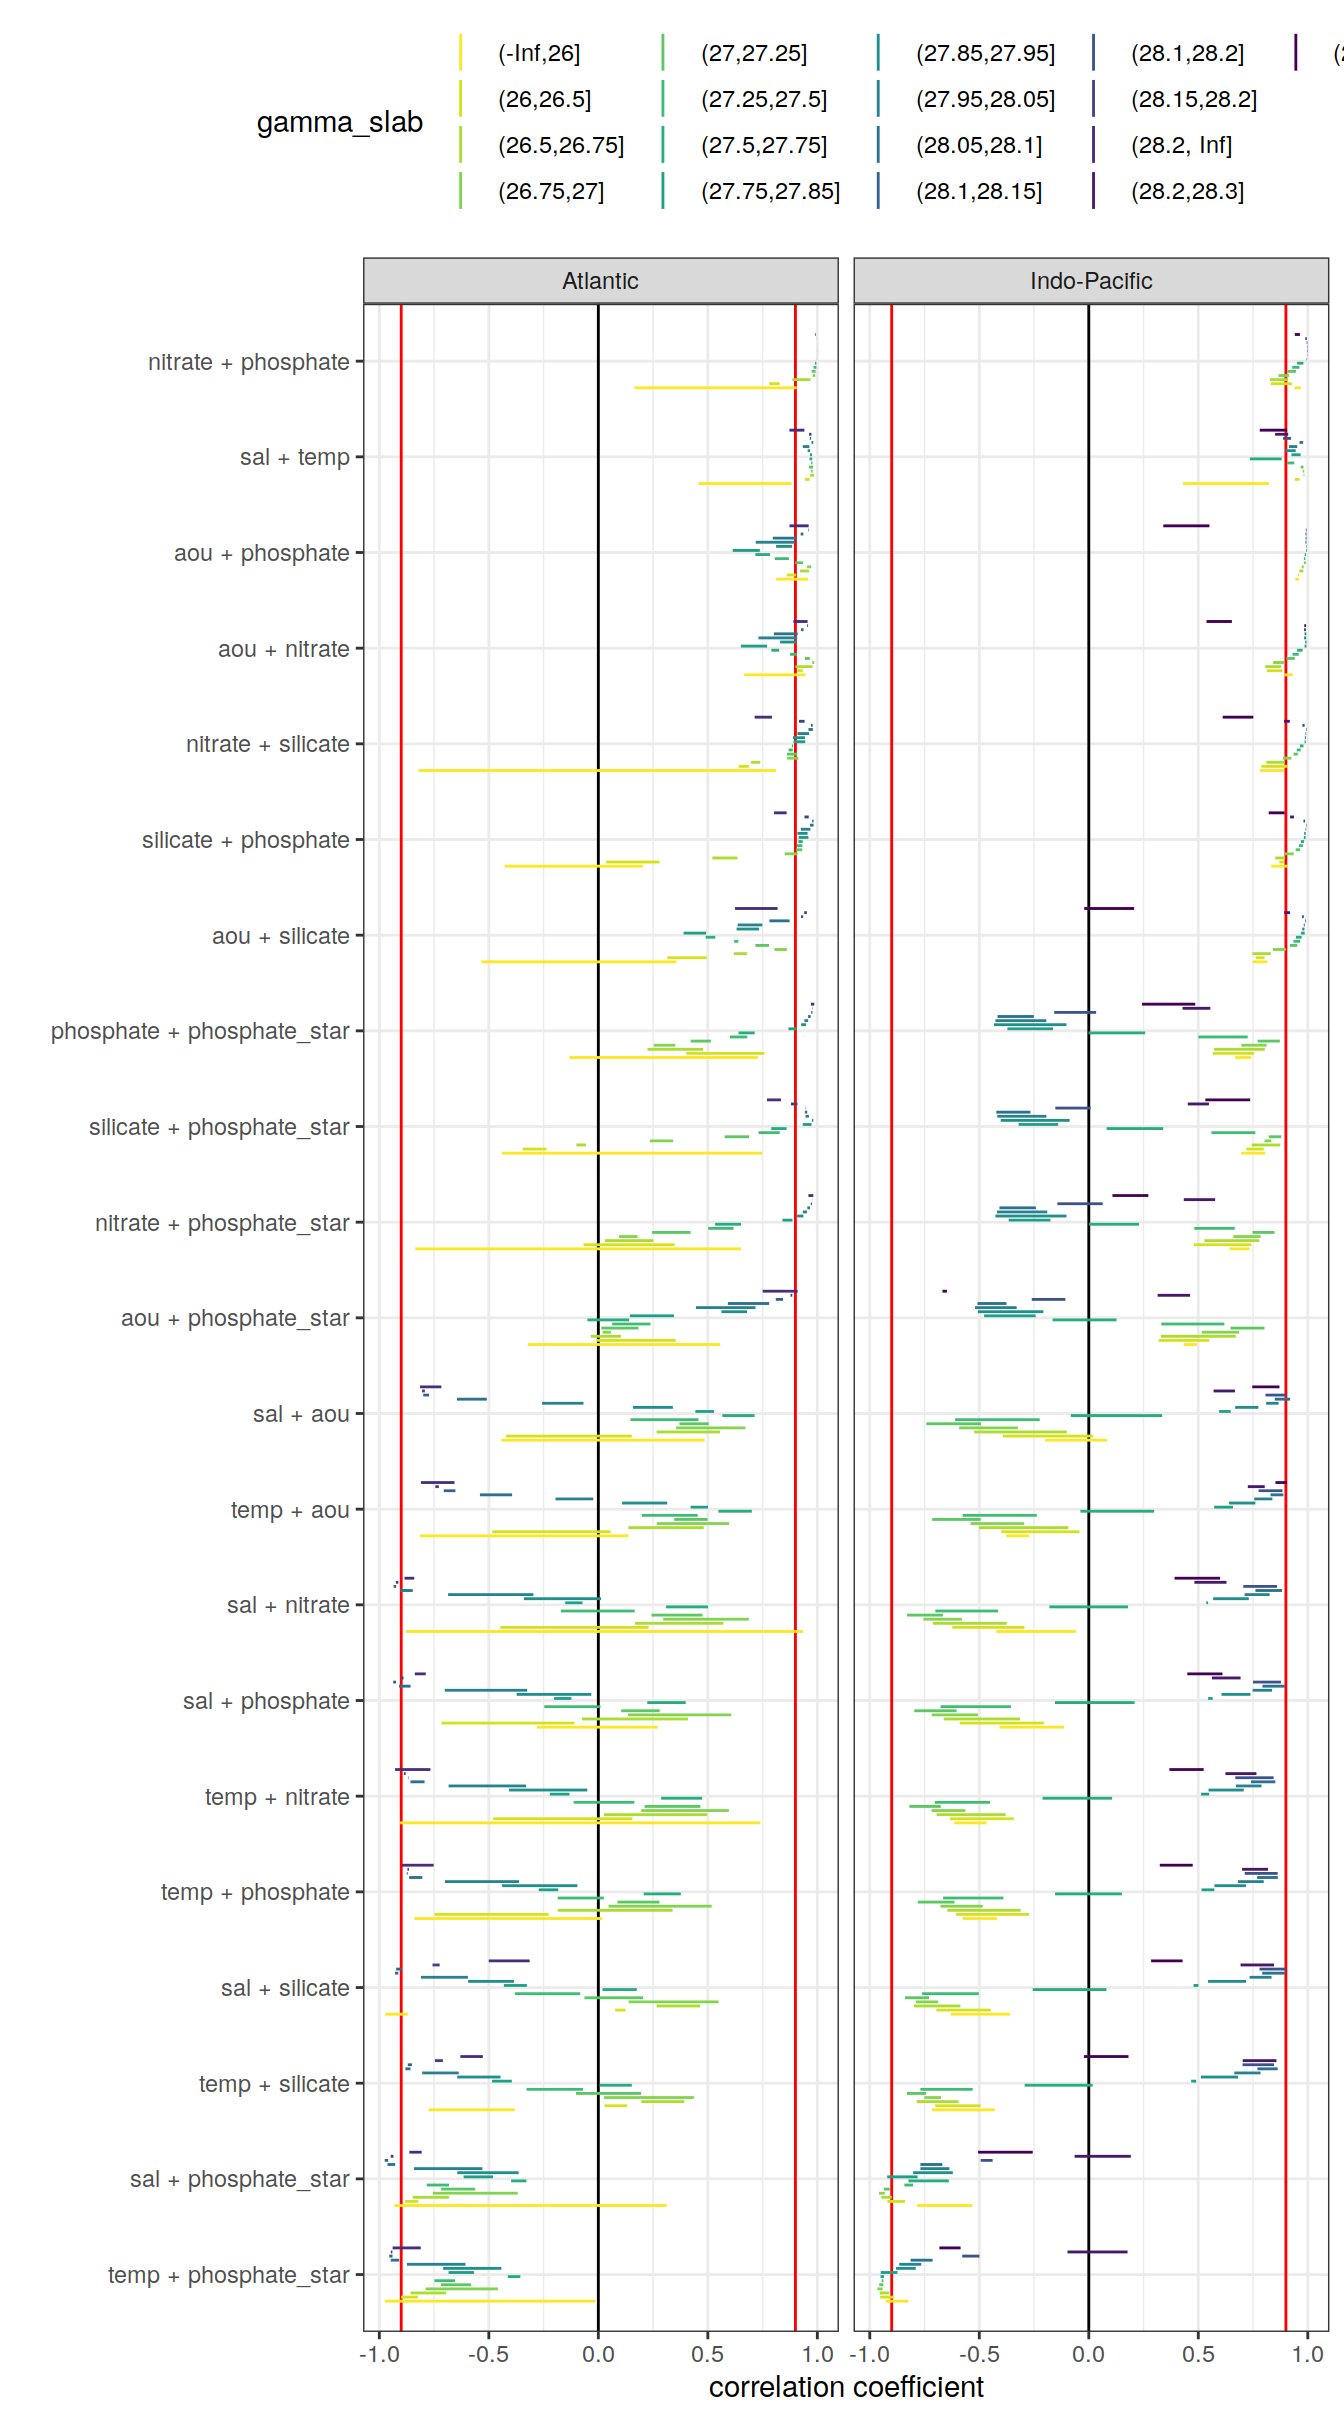 gamma_slab
(-Inf,26]
(27,27.25]
(27.85,27.95]
(28.1,28.2]
(26,26.5]
(27.25,27.5]
(27.95,28.05]
(28.15,28.2]
(26.5,26.75]
(27.5,27.75]
(28.05,28.1]
(28.2, Inf]
(26.75,27]
(27.75,27.85]
(28.1,28.15]
(28.2,28.3]
Atlantic
Indo-Pacific
nitrate + phosphate
sal + temp
aou + phosphate
aou + nitrate
nitrate + silicate
silicate + phosphate
aou + silicate
phosphate + phosphate_star
silicate + phosphate_star
nitrate + phosphate_star
aou + phosphate_star
sal + aou
temp + aou
sal + nitrate
sal + phosphate
temp + nitrate
temp + phosphate
sal + silicate
temp + silicate
sal + phosphate_star
temp + phosphate_star
-1.0 -0.5 0.0 0.5 1.0
-1.0 -0.5 0.0 0.5 1.0
correlation coefficient